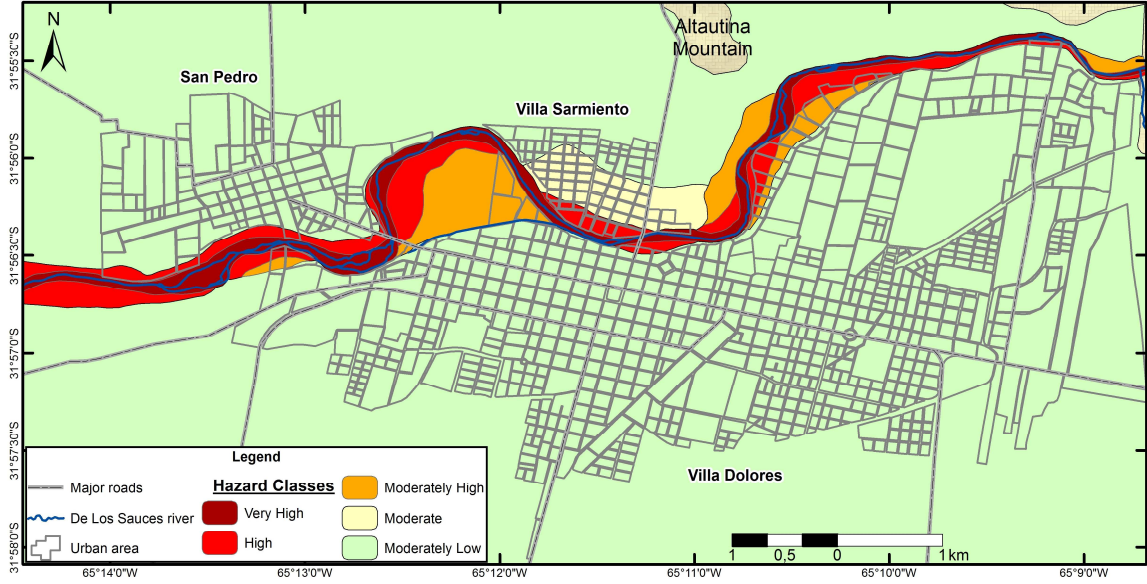 N
Altautina
Mountain
San Pedro
Villa Sarmiento
Villa Dolores
31°55'3C"S
31°56'0"S
31°56'3C"S
31°57'0"S
31°57'3C"S
31°58'0"S
Legend
Major roads
De Los Sauces river
Urban area
Hazard Classes
Very High
High
Moderately High
Moderate
Moderately Low
1 0,5 0 1 km
65°14'0"W 65°13'0"W 65°12'0"W 65°11'0"W 65°10'0"W 65°9'0"W